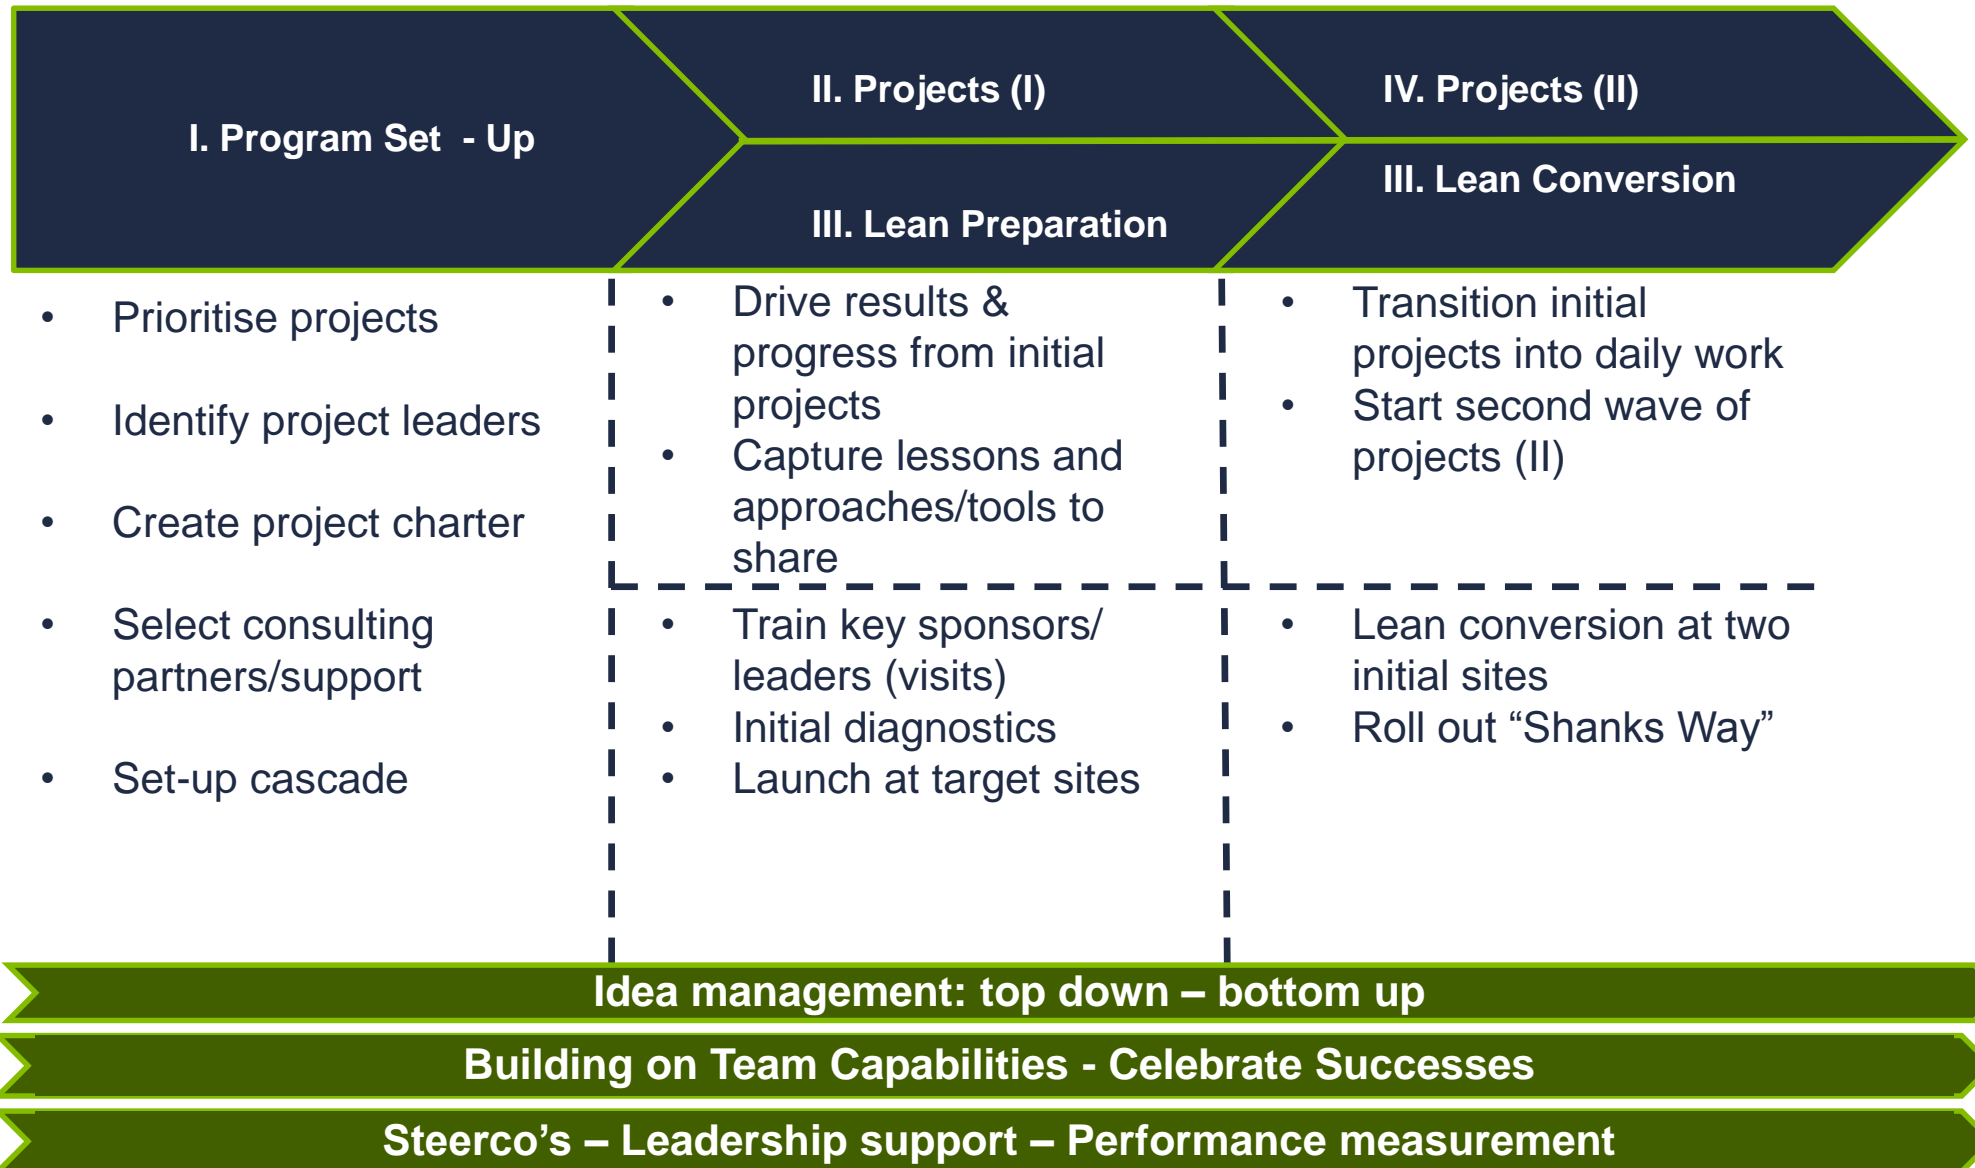 I. Program Set - Up
II. Projects (I)
III. Lean Preparation
IV. Projects (II)
III. Lean Conversion
• Prioritise projects
• Identify project leaders
• Create project charter
• Select consulting
partners/support
• Set-up cascade
• Drive results &
progress from initial
projects
• Capture lessons and
approaches/tools to
share
• Train key sponsors/
leaders (visits)
• Initial diagnostics
• Launch at target sites
• Transition initial
projects into daily work
• Start second wave of
projects (II)
• Lean conversion at two
initial sites
• Roll out “Shanks Way”
Idea management: top down – bottom up
Building on Team Capabilities - Celebrate Successes
Steerco’s – Leadership support – Performance measurement